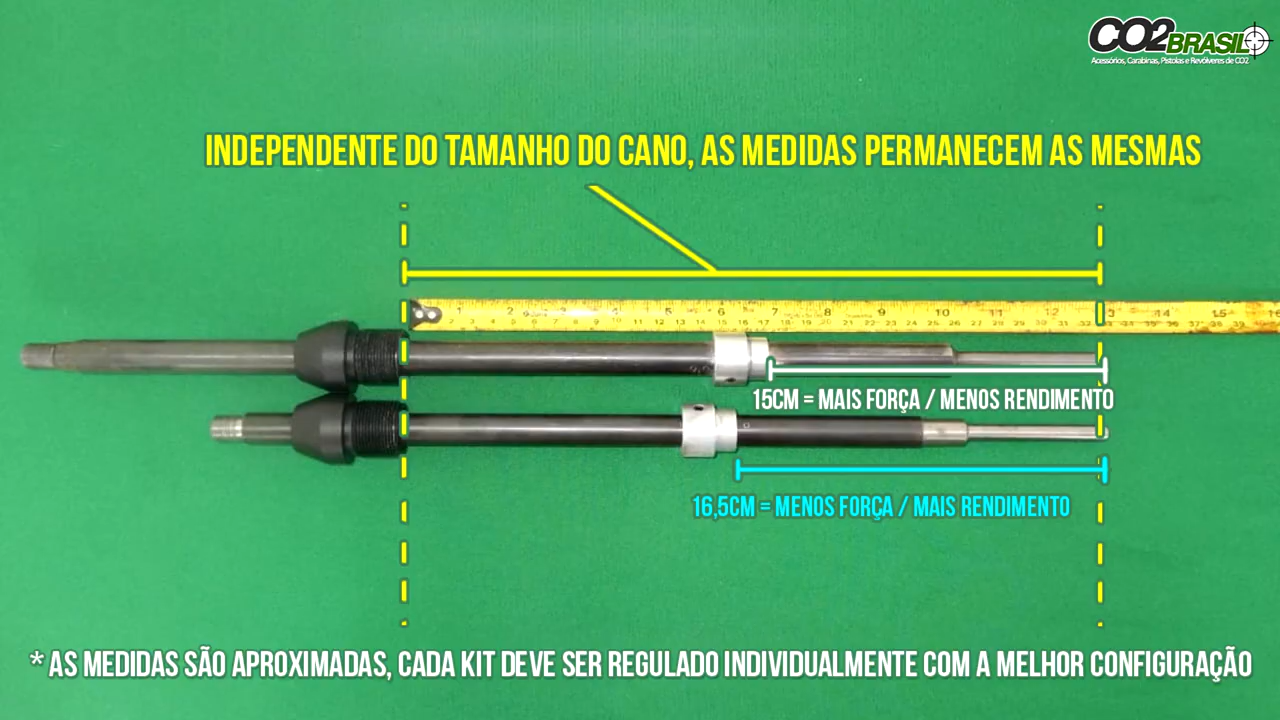 CO2BRASIL
Acessórios, Carabinas, Pistolas e Revólveres de CO2
INDEPENDENTE DO TAMANHO DO CANO, AS MEDIDAS PERMANECEM AS MESMAS
15CM = MAIS FORÇA / MENOS RENDIMENTO
16,5CM = MENOS FORÇA / MAIS RENDIMENTO
* AS MEDIDAS SÃO APROXIMADAS, CADA KIT DEVE SER REGULADO INDIVIDUALMENTE COM A MELHOR CONFIGURAÇÃO